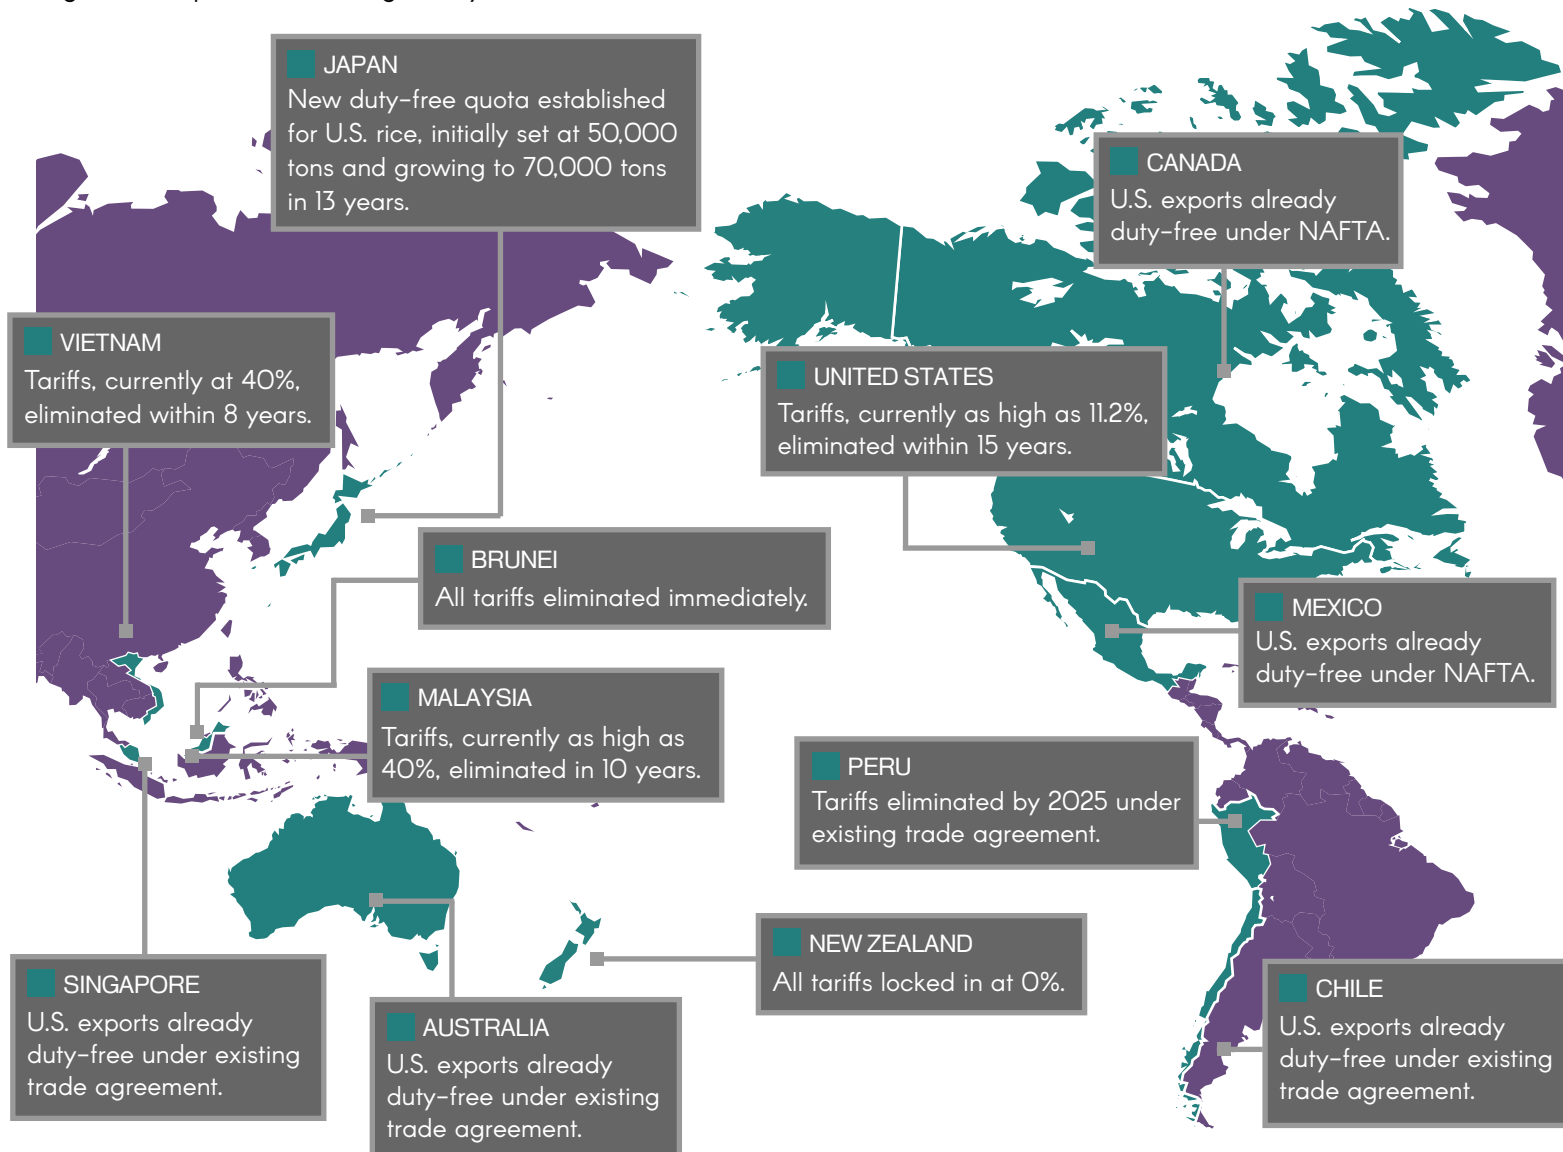 JAPAN
New duty-free quota established
for U.S. rice, initially set at 50,000
tons and growing to 70,000 tons
in 13 years.
CANADA
U.S. exports already
duty-free under NAFTA.
VIETNAM
Tariffs, currently at 40%,
eliminated within 8 years.
UNITED STATES
Tariffs, currently as high as 11.2%,
eliminated within 15 years.
BRUNEI
All tariffs eliminated immediately.
MEXICO
U.S. exports already
duty-free under NAFTA.
MALAYSIA
Tariffs, currently as high as
40%, eliminated in 10 years.
PERU
Tariffs eliminated by 2025 under
existing trade agreement.
NEW ZEALAND
All tariffs locked in at 0%.
SINGAPORE
U.S. exports already
duty-free under existing
trade agreement.
AUSTRALIA
U.S. exports already
duty-free under existing
trade agreement.
CHILE
U.S. exports already
duty-free under existing
trade agreement.